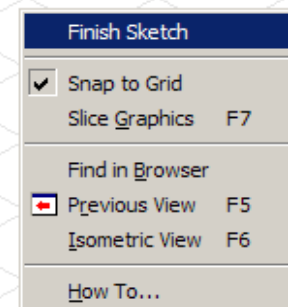 Finish Sketch
Snap to Grid
Slice Graphics F7
Find in Browser
Previous View F5
Isometric View F6
How To...